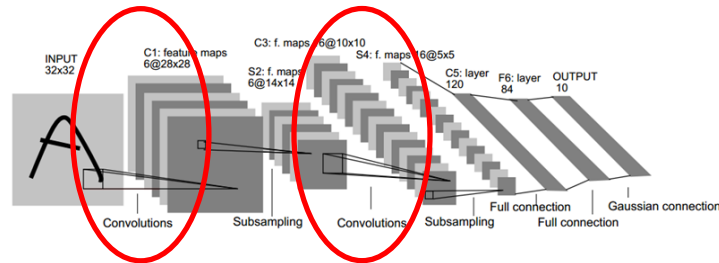 INPUT
32x32
C1: feature maps
6@28x28
S2: f. maps
6@14x14
C3: f. maps 16@10x10
S4: f. maps 16@5x5
C5: layer
120
F6: layer
84
OUTPUT
10
Convolutions
Subsampling
Convolutions
Subsampling
Full connection
Full connection
Gaussian connection
A